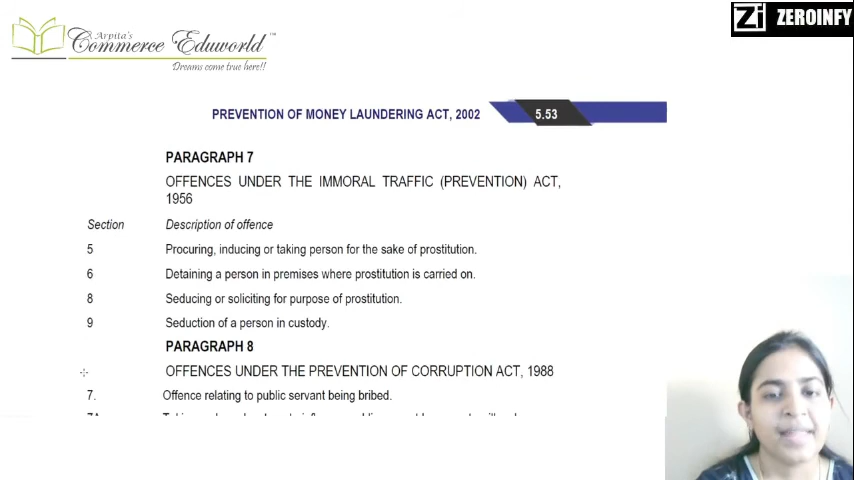 Arpita's
Commerce Eduworld™
Dreams come true here!!
Zi ZEROINFY
PREVENTION OF MONEY LAUNDERING ACT, 2002 5.53
PARAGRAPH 7
OFFENCES UNDER THE IMMORAL TRAFFIC (PREVENTION) ACT,
1956
Section Description of offence
5 Procuring, inducing or taking person for the sake of prostitution.
6 Detaining a person in premises where prostitution is carried on.
8 Seducing or soliciting for purpose of prostitution.
9 Seduction of a person in custody.
PARAGRAPH 8
OFFENCES UNDER THE PREVENTION OF CORRUPTION ACT, 1988
7. Offence relating to public servant being bribed.